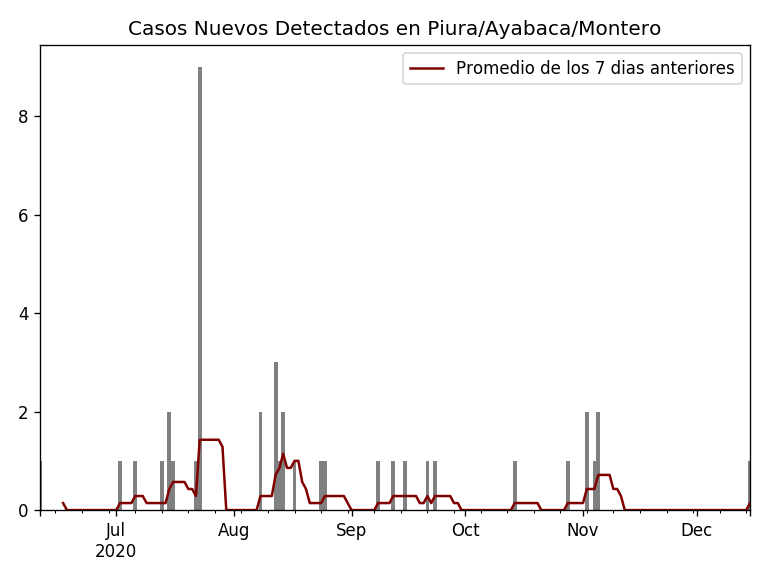 Casos Nuevos Detectados en Piura/Ayabaca/Montero
Promedio de los 7 dias anteriores
8
6
4
2
0
Jul Aug Sep Oct Nov Dec
2020